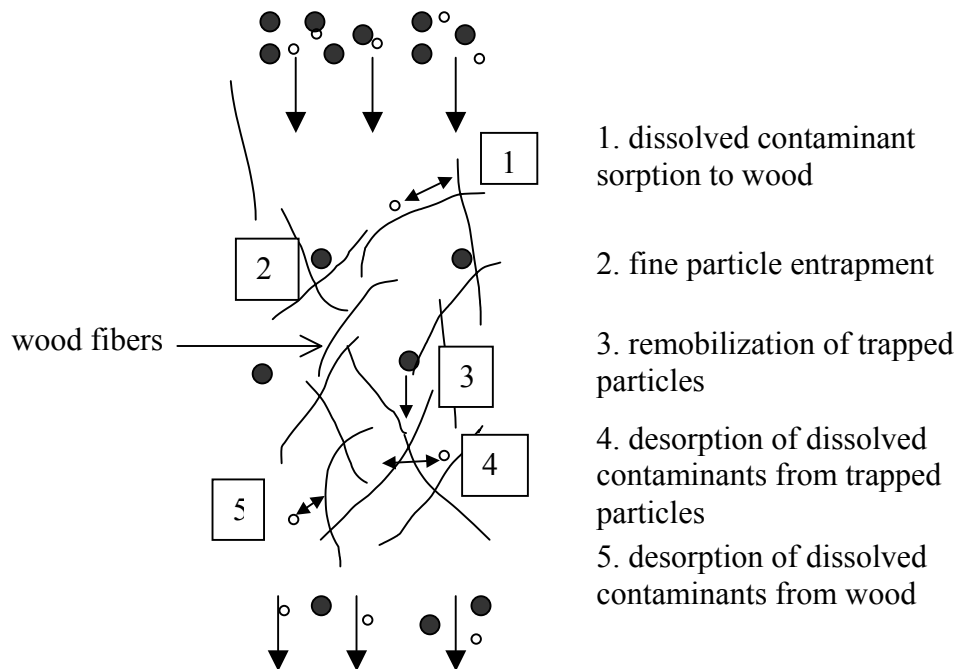 1
1. dissolved contaminant
sorption to wood
2
2. fine particle entrapment
wood fibers
3
3. remobilization of trapped
particles
4
4. desorption of dissolved
contaminants from trapped
particles
5
5. desorption of dissolved
contaminants from wood